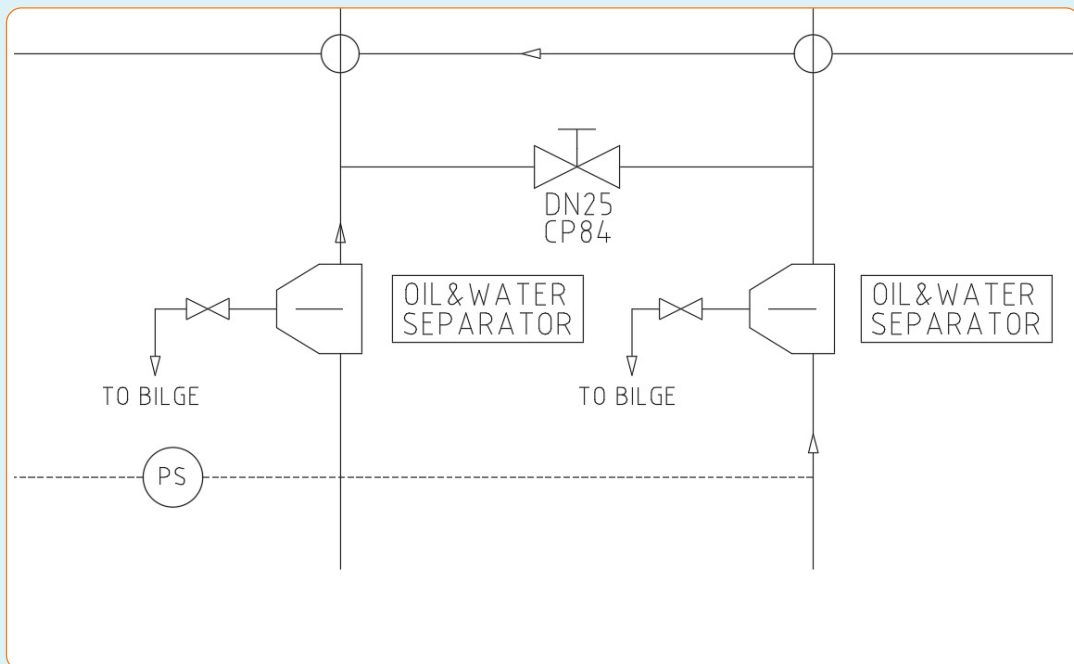 DN25
CP84
OIL&WATER
SEPARATOR
OIL&WATER
SEPARATOR
TO BILGE
TO BILGE
PS